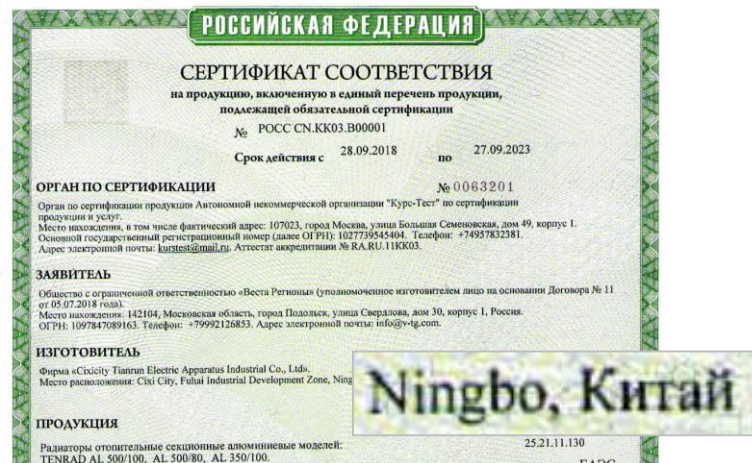 РОССИЙСКАЯ ФЕДЕРАЦИЯ
СЕРТИФИКАТ СООТВЕТСТВИЯ
на продукцию, включенную в единый перечень продукции,
подлежащей обязательной сертификации
№ РОСС CN.КК03.В00001
Срок действия с 28.09.2018 по 27.09.2023
ОРГАН ПО СЕРТИФИКАЦИИ № 0063201
Орган по сертификации продукции Автономной некоммерческой организации "Курс-Тест" по сертификации
продукции и услуг.
Место нахождения, в том числе фактический адрес: 107023, город Москва, улица Большая Семеновская, дом 49, корпус 1.
Основной государственный регистрационный номер (далее ОГРН): 1027739545404. Телефон: +74957832381.
Адрес электронной почты: kurstest@mail.ru. Аттестат аккредитации № RA.RU.11КК03.
ЗАЯВИТЕЛЬ
Общество с ограниченной ответственностью «Веста Регионы» (уполномоченное изготовителем лицо на основании Договора № 11
от 05.07.2018 года).
Место нахождения: 142104, Московская область, город Подольск, улица Свердлова, дом 30, корпус 1, Россия.
ОГРН: 1097847089163. Телефон: +79992126853. Адрес электронной почты: info@v-tg.com.
ИЗГОТОВИТЕЛЬ
Фирма «Cixicity Tianrun Electric Apparatus Industrial Co., Ltd».
Место расположения: Cixi City, Fuhai Industrial Development Zone, Ning
Ningbo, Китай
ПРОДУКЦИЯ
Радиаторы отопительные секционные алюминиевые моделей: 25.21.11.130
TENRAD AL 500/100, AL 500/80, AL 350/100.